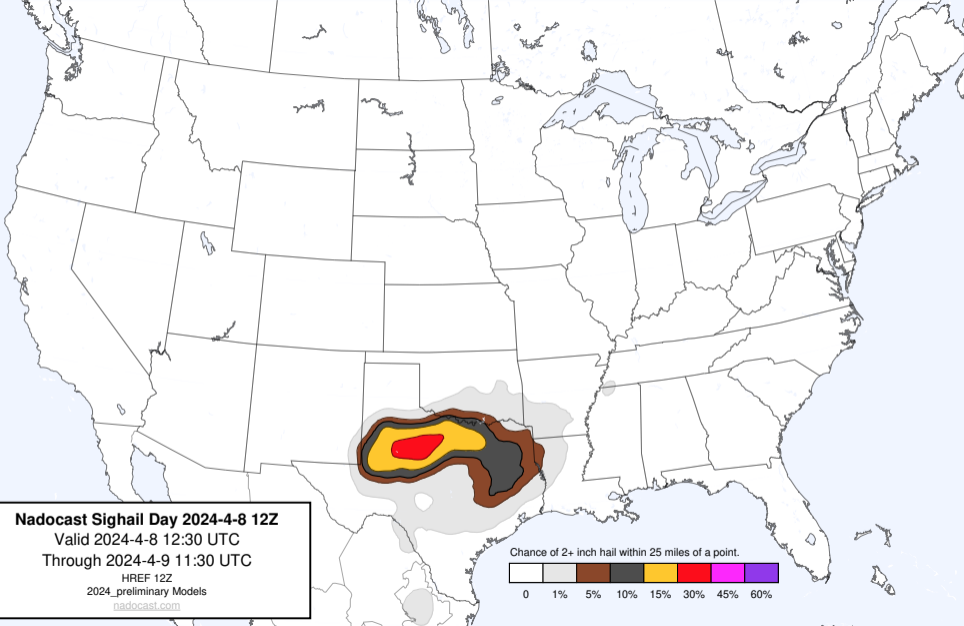 Nadocast Sighail Day 2024-4-8 12Z
Valid 2024-4-8 12:30 UTC
Through 2024-4-9 11:30 UTC
HREF 12Z
2024_preliminary Models
nadocast.com
Chance of 2+ inch hail within 25 miles of a point.
0 1% 5% 10% 15% 30% 45% 60%